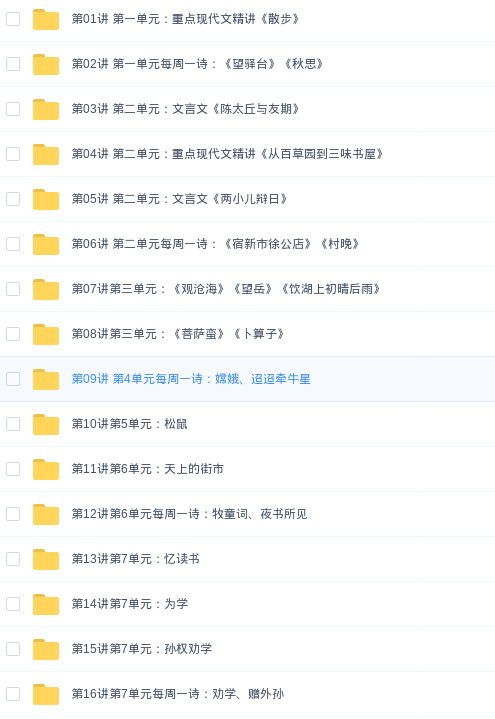 第01讲 第一单元：重点现代文精讲《散步》
第02讲 第一单元每周一诗：《望驿台》《秋思》
第03讲 第二单元：文言文《陈太丘与友期》
第04讲 第二单元：重点现代文精讲《从百草园到三味书屋》
第05讲 第二单元：文言文《两小儿辩日》
第06讲 第二单元每周一诗：《宿新市徐公店》《村晚》
第07讲第三单元：《观沧海》《望岳》《饮湖上初晴后雨》
第08讲第三单元：《菩萨蛮》《卜算子》
第09讲 第4单元每周一诗：嫦娥、迢迢牵牛星
第10讲第5单元：松鼠
第11讲第6单元：天上的街市
第12讲第6单元每周一诗：牧童词、夜书所见
第13讲第7单元：忆读书
第14讲第7单元：为学
第15讲第7单元：孙权劝学
第16讲第7单元每周一诗：劝学、赠外孙